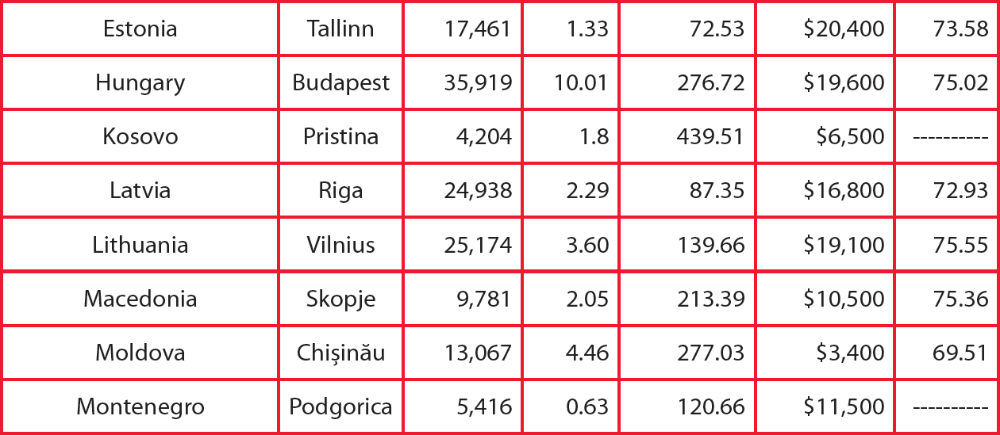 Estonia Tallinn 17,461 1.33 72.53 $20,400 73.58
Hungary Budapest 35,919 10.01 276.72 $19,600 75.02
Kosovo Pristina 4,204 1.8 439.51 $6,500 ----------
Latvia Riga 24,938 2.29 87.35 $16,800 72.93
Lithuania Vilnius 25,174 3.60 139.66 $19,100 75.55
Macedonia Skopje 9,781 2.05 213.39 $10,500 75.36
Moldova Chișinău 13,067 4.46 277.03 $3,400 69.51
Montenegro Podgorica 5,416 0.63 120.66 $11,500 ----------